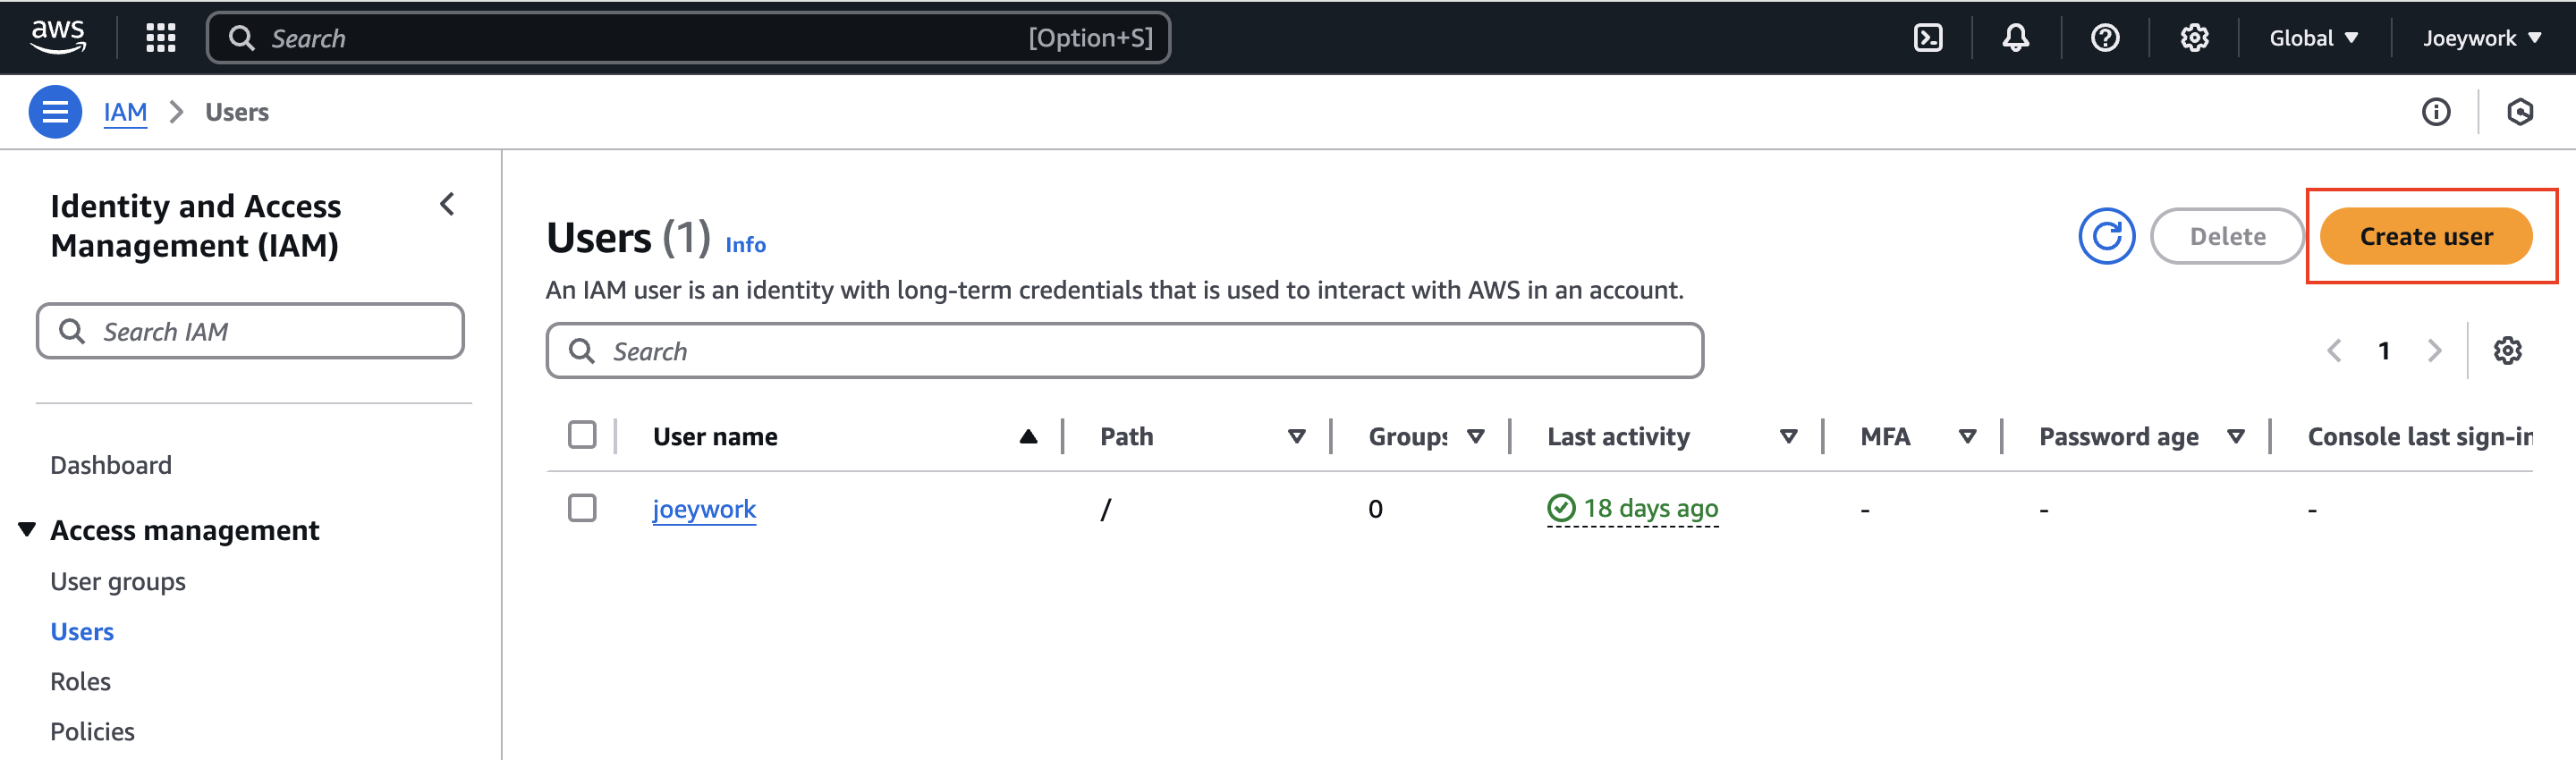 aws
Search [Option+S] Global Joeywork
IAM Users
Identity and Access
Management (IAM)
Search IAM
Dashboard
Access management
User groups
Users
Roles
Policies
Users (1) Info
Delete Create user
An IAM user is an identity with long-term credentials that is used to interact with AWS in an account.
Search
1
User name Path Groups Last activity MFA Password age Console last sign-in
joeywork / 0 18 days ago - - -